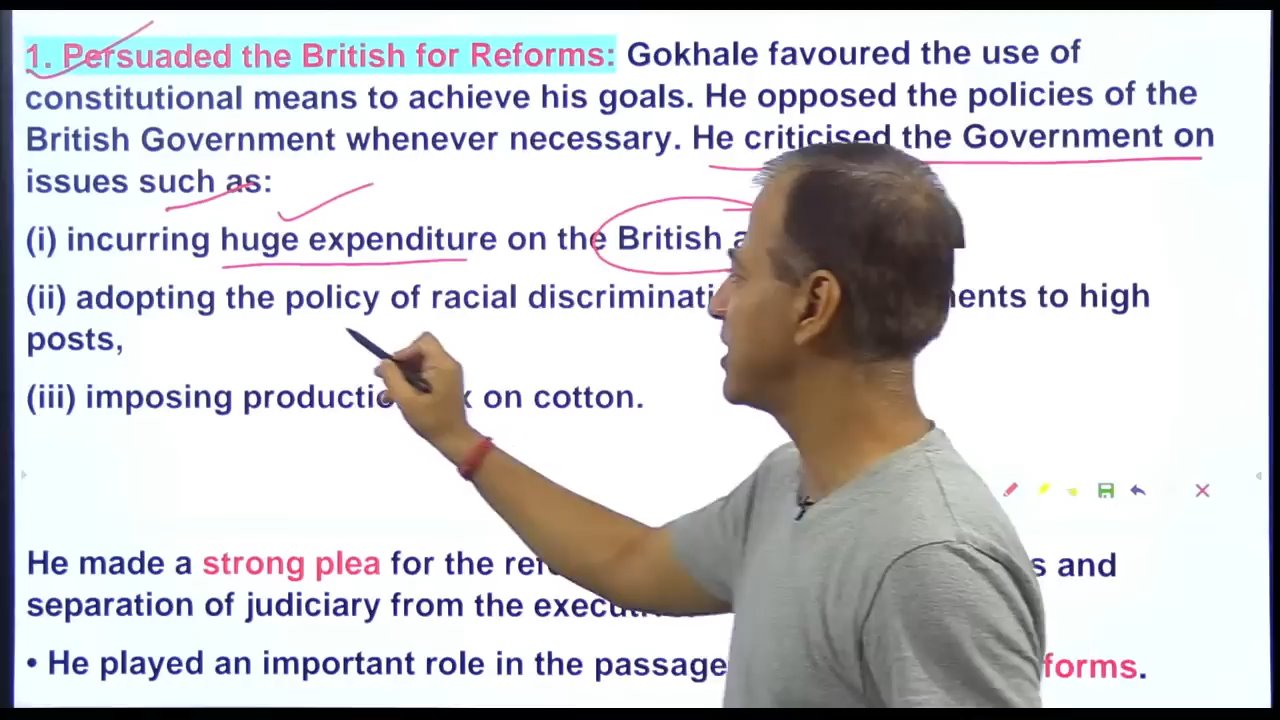 1. Persuaded the British for Reforms: Gokhale favoured the use of
constitutional means to achieve his goals. He opposed the policies of the
British Government whenever necessary. He criticised the Government on
issues such as:
(i) incurring huge expenditure on the British
(ii) adopting the policy of racial discriminati ents to high
posts,
(iii) imposing productio on cotton.
He made a strong plea for the s and
separation of judiciary from the
• He played an important role in the passage forms.